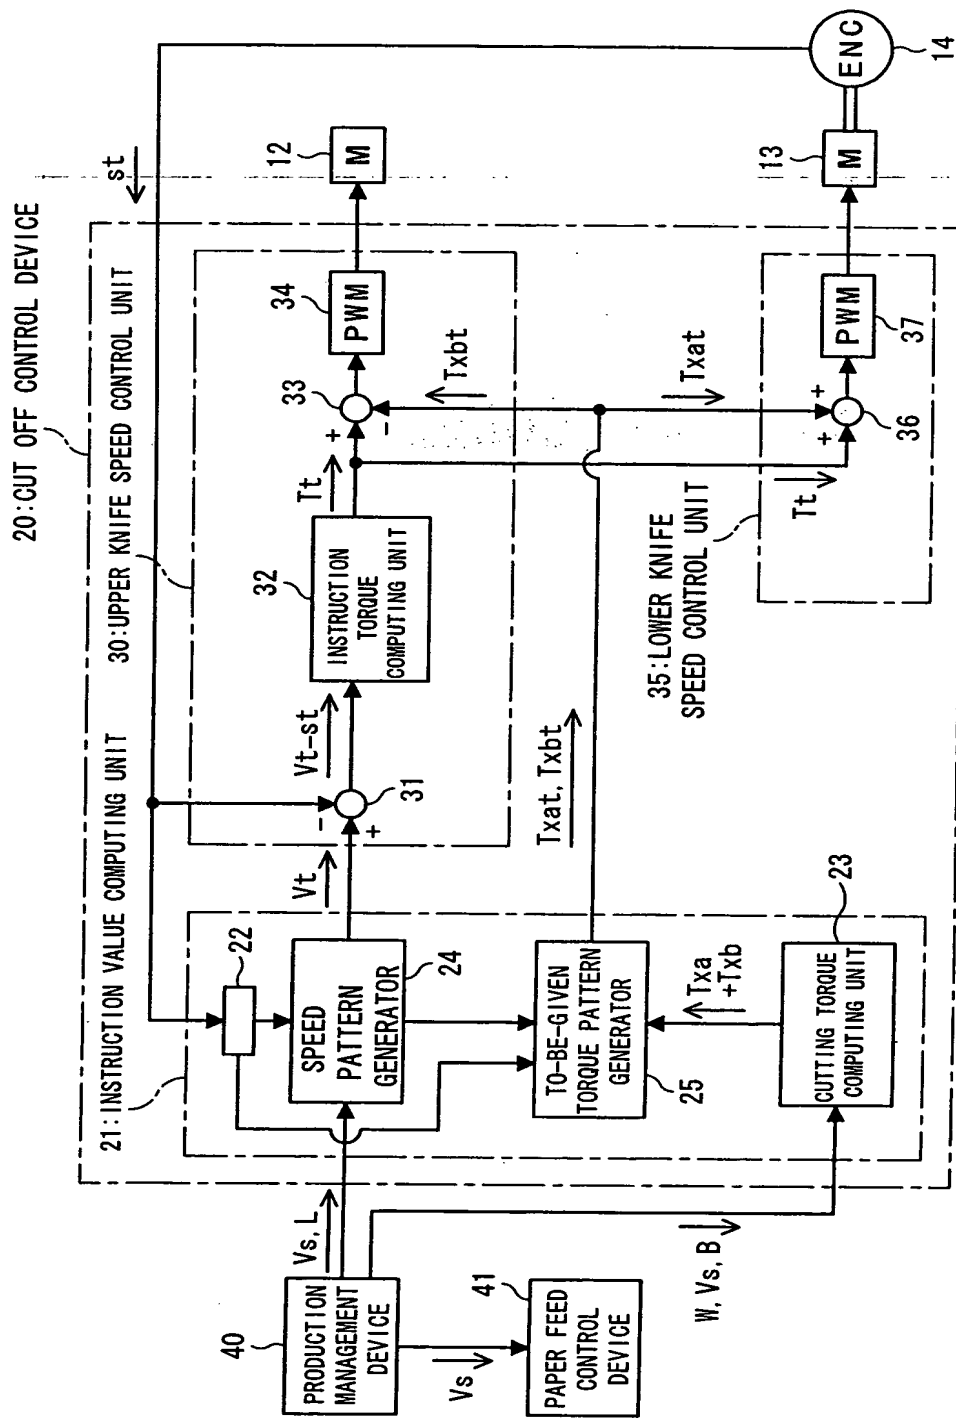 20:CUT OFF CONTROL DEVICE
21:INSTRUCTION VALUE COMPUTING UNIT
30:UPPER KNIFE SPEED CONTROL UNIT
st
12
M
22
Vt
Vt-st
Tt
34
PWM
33
Txbt
-
+
31
32
INSTRUCTION
TORQUE
COMPUTING UNIT
+
-
Vs,L
40
PRODUCTION
MANAGEMENT
DEVICE
SPEED
PATTERN
GENERATOR
24
Vs
41
PAPER FEED
CONTROL
DEVICE
TO-BE-GIVEN
TORQUE PATTERN
GENERATOR
25
Txat,Txbt
Txat
35:LOWER KNIFE
SPEED CONTROL UNIT
Txa
+Txb
W,Vs,B
23
CUTTING TORQUE
COMPUTING UNIT
Tt
+
+
36
PWM
37
13
M
ENC
14